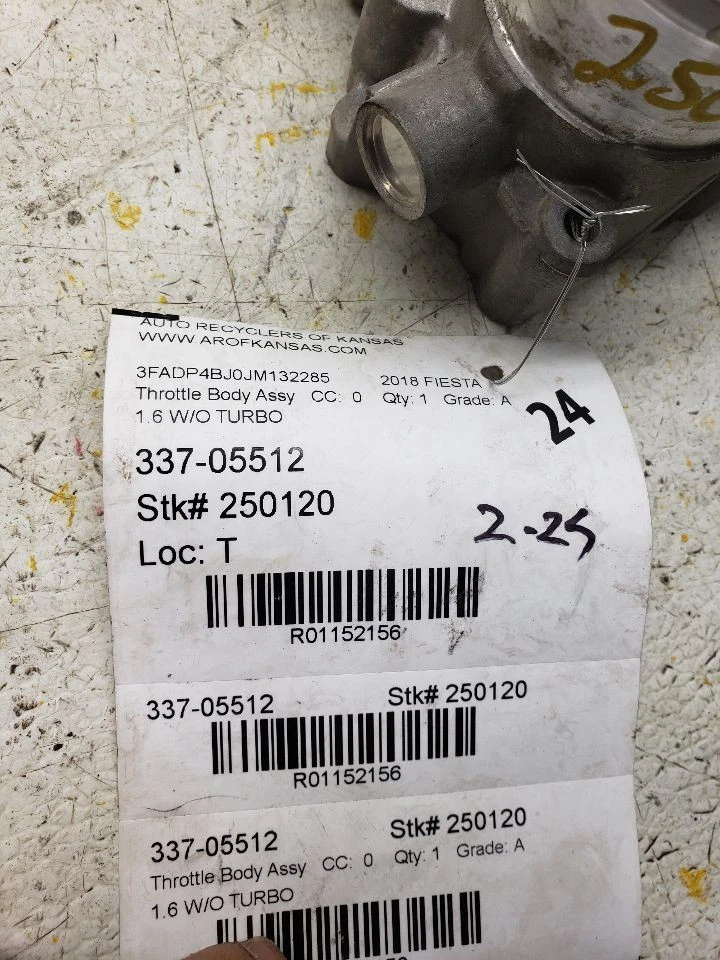 250
AUTO RECYCLERS OF KANSAS
WWW.AROFKANSAS.COM
3FADP4BJ0JM132285 2018 FIESTA
Throttle Body Assy CC: 0 Qty: 1 Grade: A
1.6 W/O TURBO
24
337-05512
Stk# 250120
2-25
Loc: T
R01152156
337-05512 Stk# 250120
R01152156
337-05512 Stk# 250120
Throttle Body Assy CC: 0 Qty: 1 Grade: A
1.6 W/O TURBO